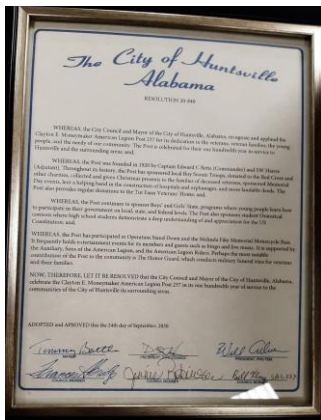 The City of Huntsville
Alabama
RESOLUTION 20-848
WHEREAS, the City Council and Mayor of the City of Huntsville, Alabama, recognize and applaud the
Clayton E. Moneymaker American Legion Post 237 for its dedication to the veterans, veteran families, the young
people, and the needs of our community. The Post is celebrated for their one hundredth year in service to
Huntsville and the surrounding areas; and,
WHEREAS, the Post was founded in 1920 by Captain Edward C Betts (Commander) and DW Harris
(Adjutant). Throughout its history, the Post has sponsored local Boy Scouts Troops, donated to the Red Cross and
other charities, collected and given Christmas presents to the families of deceased veterans, sponsored Memorial
Day events, lent a helping hand in the construction of hospitals and orphanages, and more laudable deeds. The
Post also provides regular donations to the Tut Fann Veterans' Home; and,
WHEREAS, the Post continues to sponsor Boys' and Girls' State, programs where young people learn how
to participate in their government on local, state, and federal levels. The Post also sponsors student Oratorical
contests where high school students demonstrate a deep understanding of and appreciation for the US
Constitution; and,
WHEREAS, the Post has participated in Operation Stand Down and the Nichols Pike Memorial Motorcycle Run.
It frequently holds entertainment events for its members and guests such as bingo and live music. It is supported by
the Auxiliary, Sons of the American Legion, and the American Legion Riders. Perhaps the most notable
contribution of the Post to the community is The Honor Guard, which conducts military funeral rites for veterans
and their families.
NOW, THEREFORE, LET IT BE RESOLVED that the City Council and Mayor of the City of Huntsville, Alabama,
celebrate the Clayton E. Moneymaker American Legion Post 237 in its one hundredth year of service to the
communities of the City of Huntsville its surrounding areas.
ADOPTED and APPROVED this the 24th day of September, 2020